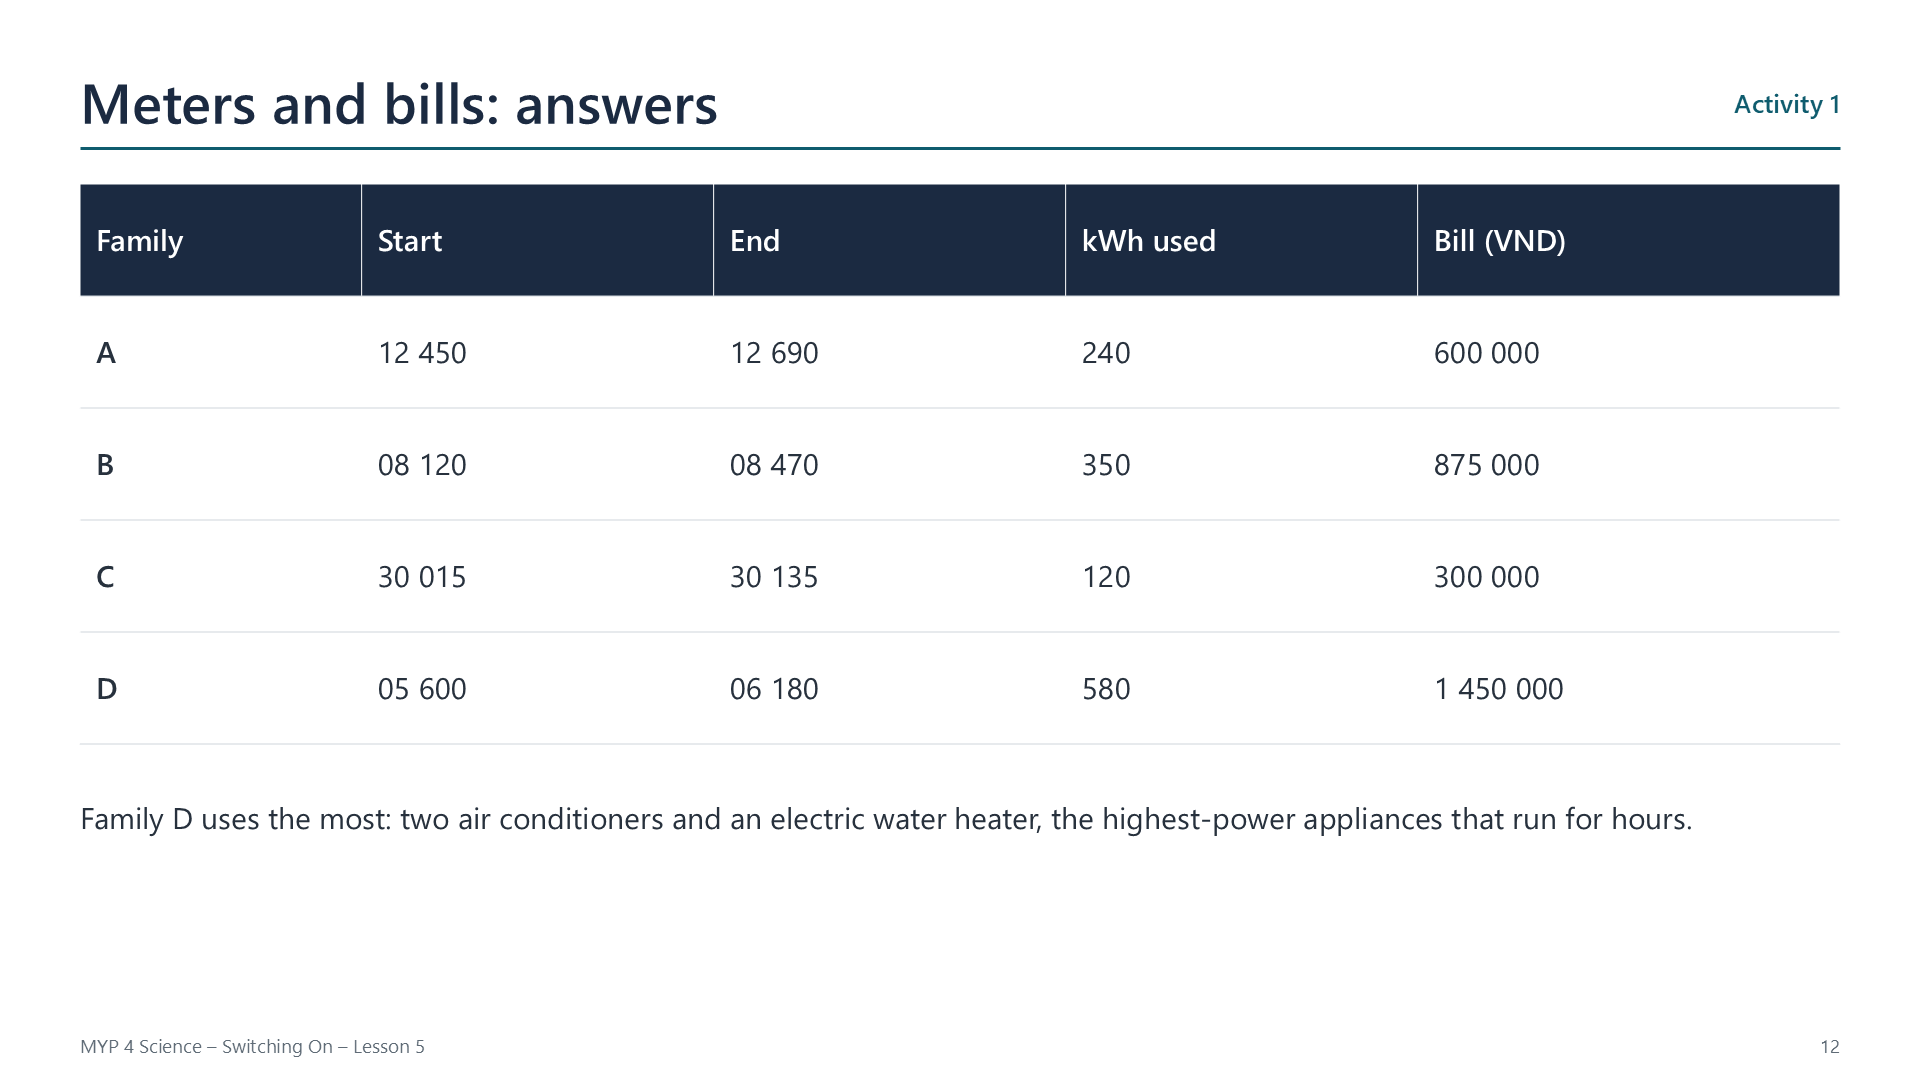 Meters and bills: answers
Activity 1
Family Start End kWh used Bill (VND)
A 12 450 12 690 240 600 000
B 08 120 08 470 350 875 000
C 30 015 30 135 120 300 000
D 05 600 06 180 580 1 450 000
Family D uses the most: two air conditioners and an electric water heater, the highest-power appliances that run for hours.
MYP 4 Science – Switching On – Lesson 5
12